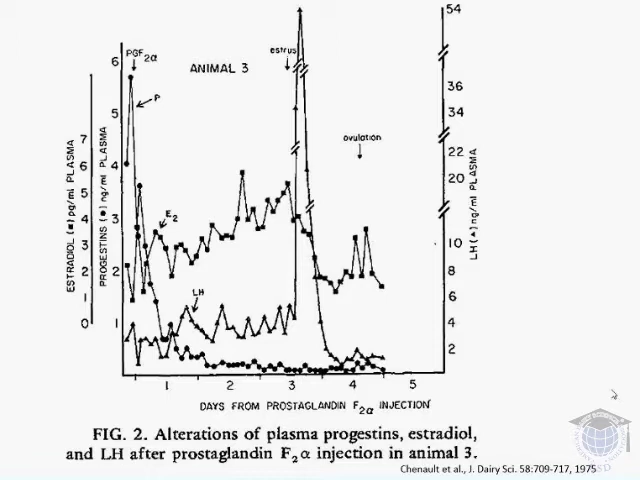 54
PGF2α
estrus
ANIMAL 3
6
P
36
5
34
ovulation
7
22
6
4
20
5
4
3
E2
3
10
2
2
8
1
LH
6
0
1
4
2
ESTRADIOL (■) pg/ml PLASMA
PROGESTINS (●) ng/ml PLASMA
LH (▲) ng/ml PLASMA
1 2 3 4 5
DAYS FROM PROSTAGLANDIN F2α INJECTION
FIG. 2. Alterations of plasma progestins, estradiol,
and LH after prostaglandin F2α injection in animal 3.
Chenault et al., J. Dairy Sci. 58:709-717, 1975